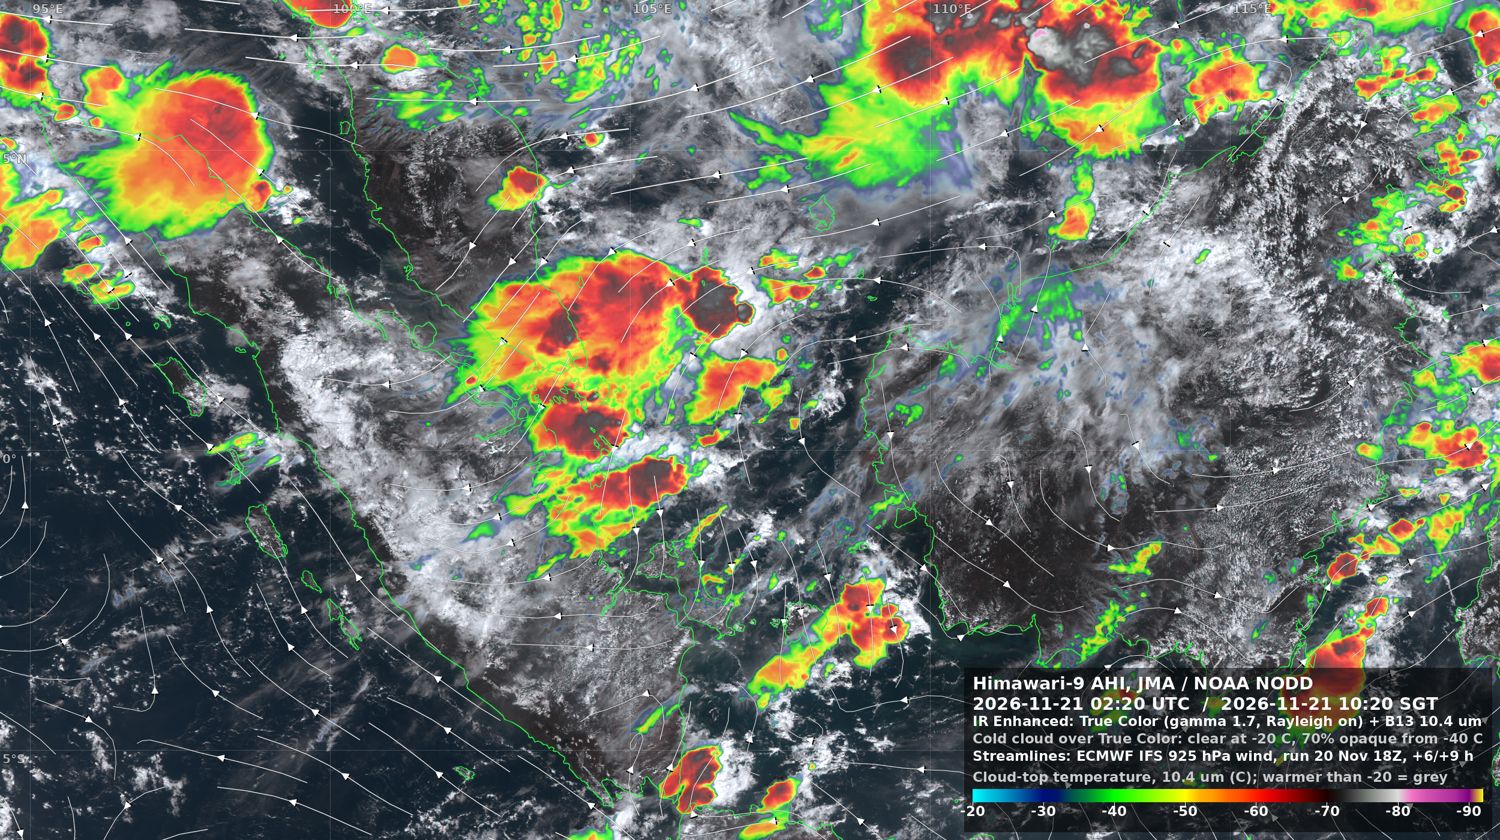 95°E 100°E 105°E 110°E 115°E
5°N
0°
5°S
Himawari-9 AHI, JMA / NOAA NODD
2026-11-21 02:20 UTC / 2026-11-21 10:20 SGT
IR Enhanced: True Color (gamma 1.7, Rayleigh on) + B13 10.4 um
Cold cloud over True Color: clear at -20 C, 70% opaque from -40 C
Streamlines: ECMWF IFS 925 hPa wind, run 20 Nov 18Z, +6/+9 h
Cloud-top temperature, 10.4 um (C); warmer than -20 = grey
-20 -30 -40 -50 -60 -70 -80 -90